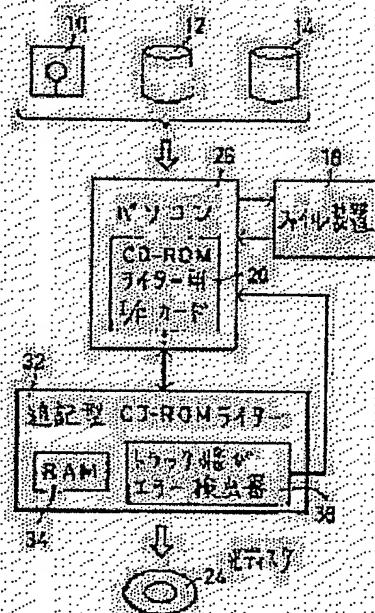 10 12 14
26 18
パソコン
ファイル装置
CD-ROM
ライター用
I/Fカード
20
32
追記型 CD-ROMライター
RAM
トラック飛び
エラー検出器
34
38
光ディスク
24